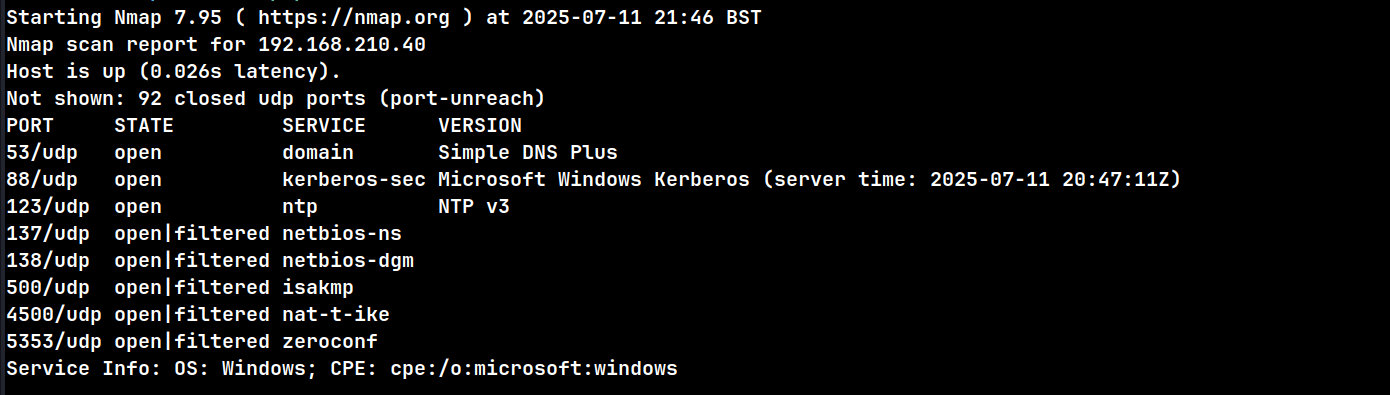 Starting Nmap 7.95 ( https://nmap.org ) at 2025-07-11 21:46 BST
Nmap scan report for 192.168.210.40
Host is up (0.026s latency).
Not shown: 92 closed udp ports (port-unreach)
PORT     STATE         SERVICE      VERSION
53/udp   open          domain       Simple DNS Plus
88/udp   open          kerberos-sec Microsoft Windows Kerberos (server time: 2025-07-11 20:47:11Z)
123/udp  open          ntp          NTP v3
137/udp  open|filtered netbios-ns
138/udp  open|filtered netbios-dgm
500/udp  open|filtered isakmp
4500/udp open|filtered nat-t-ike
5353/udp open|filtered zeroconf
Service Info: OS: Windows; CPE: cpe:/o:microsoft:windows